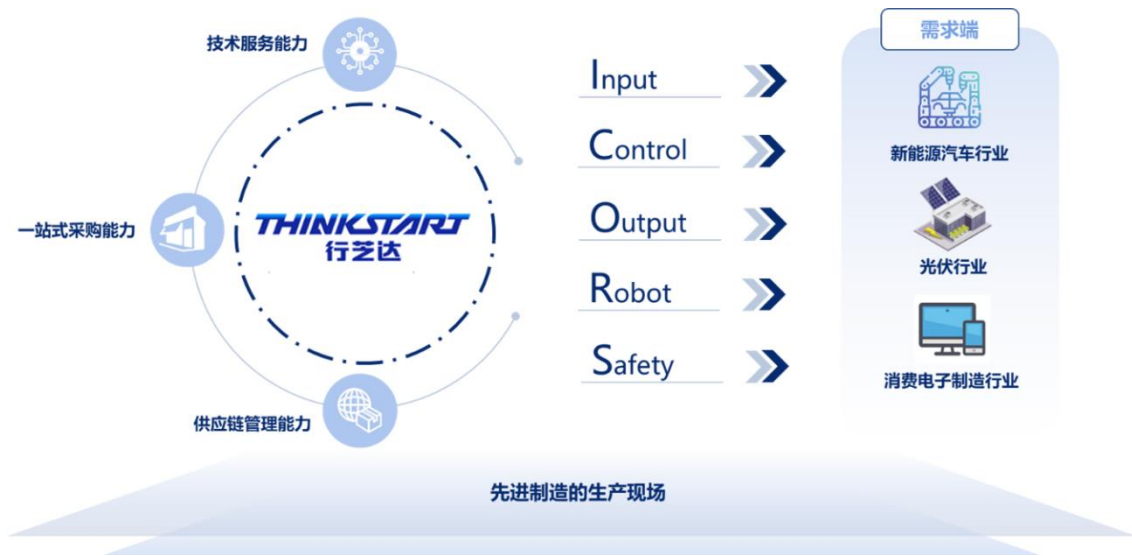 技术服务能力
一站式采购能力
THINKSTART
行芝达
供应链管理能力
Input
Control
Output
Robot
Safety
需求端
新能源汽车行业
光伏行业
消费电子制造行业
先进制造的生产现场